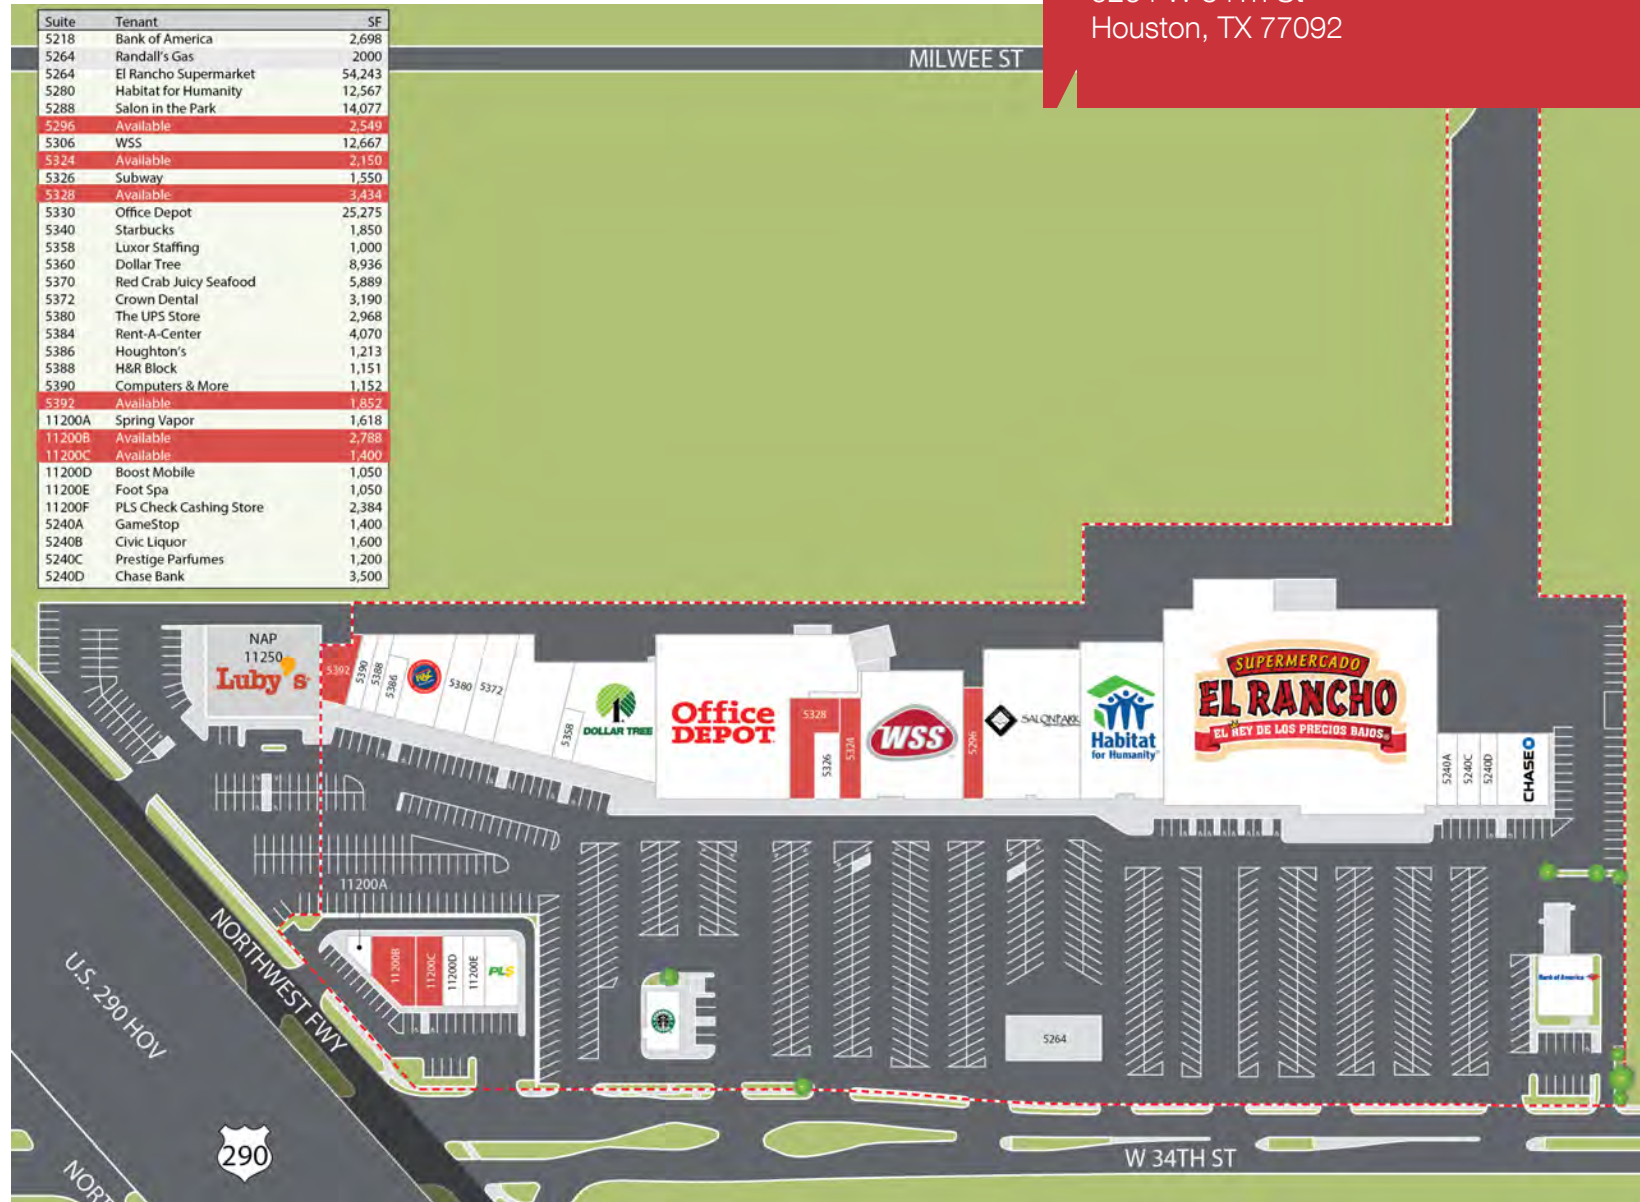 Houston, TX 77092
Suite Tenant SF
5218 Bank of America 2,698
5264 Randall's Gas 2000
5264 El Rancho Supermarket 54,243
5280 Habitat for Humanity 12,567
5288 Salon in the Park 14,077
5296 Available 2,549
5306 WSS 12,667
5324 Available 2,150
5326 Subway 1,550
5328 Available 3,434
5330 Office Depot 25,275
5340 Starbucks 1,850
5358 Luxor Staffing 1,000
5360 Dollar Tree 8,936
5370 Red Crab Juicy Seafood 5,889
5372 Crown Dental 3,190
5380 The UPS Store 2,968
5384 Rent-A-Center 4,070
5386 Houghton's 1,213
5388 H&R Block 1,151
5390 Computers & More 1,152
5392 Available 1,852
11200A Spring Vapor 1,618
11200B Available 2,788
11200C Available 1,400
11200D Boost Mobile 1,050
11200E Foot Spa 1,050
11200F PLS Check Cashing Store 2,384
5240A GameStop 1,400
5240B Civic Liquor 1,600
5240C Prestige Parfumes 1,200
5240D Chase Bank 3,500
MILWEE ST
NAP
11250
Luby's
5392
5390
5388
5386
5380
5372
5358
DOLLAR TREE
Office
DEPOT
5328
5326
5324
WSS
5296
SALONPARK
Habitat
for Humanity
SUPERMERCADO
EL RANCHO
EL REY DE LOS PRECIOS BAJOS
5240A
5240C
5240D
CHASE
11200A
11200B
11200C
11200D
11200E
PLS
5264
Bank of America
NORTHWEST FWY
U.S. 290 HOV
290
W 34TH ST